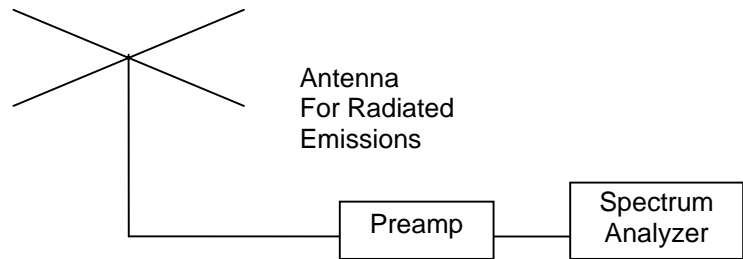 Antenna
For Radiated
Emissions
Preamp
Spectrum
Analyzer